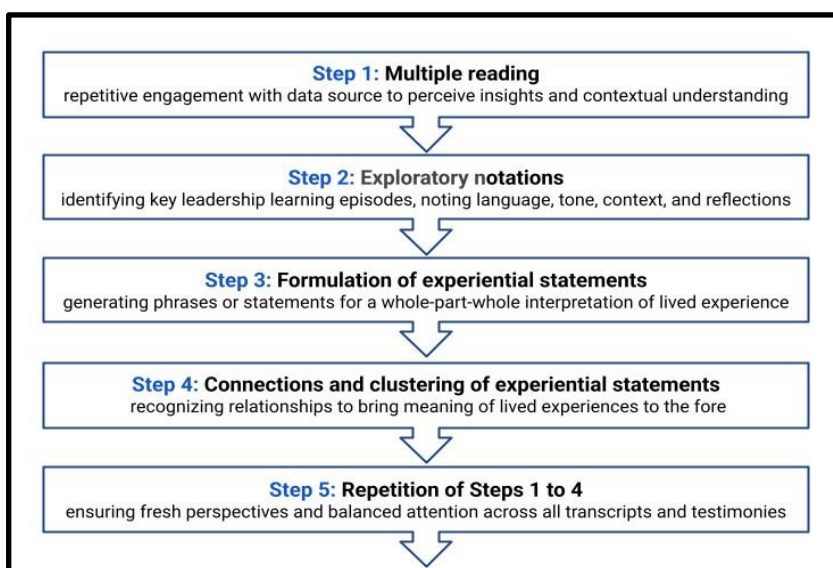 Step 1: Multiple reading
repetitive engagement with data source to perceive insights and contextual understanding
Step 2: Exploratory notations
identifying key leadership learning episodes, noting language, tone, context, and reflections
Step 3: Formulation of experiential statements
generating phrases or statements for a whole-part-whole interpretation of lived experience
Step 4: Connections and clustering of experiential statements
recognizing relationships to bring meaning of lived experiences to the fore
Step 5: Repetition of Steps 1 to 4
ensuring fresh perspectives and balanced attention across all transcripts and testimonies